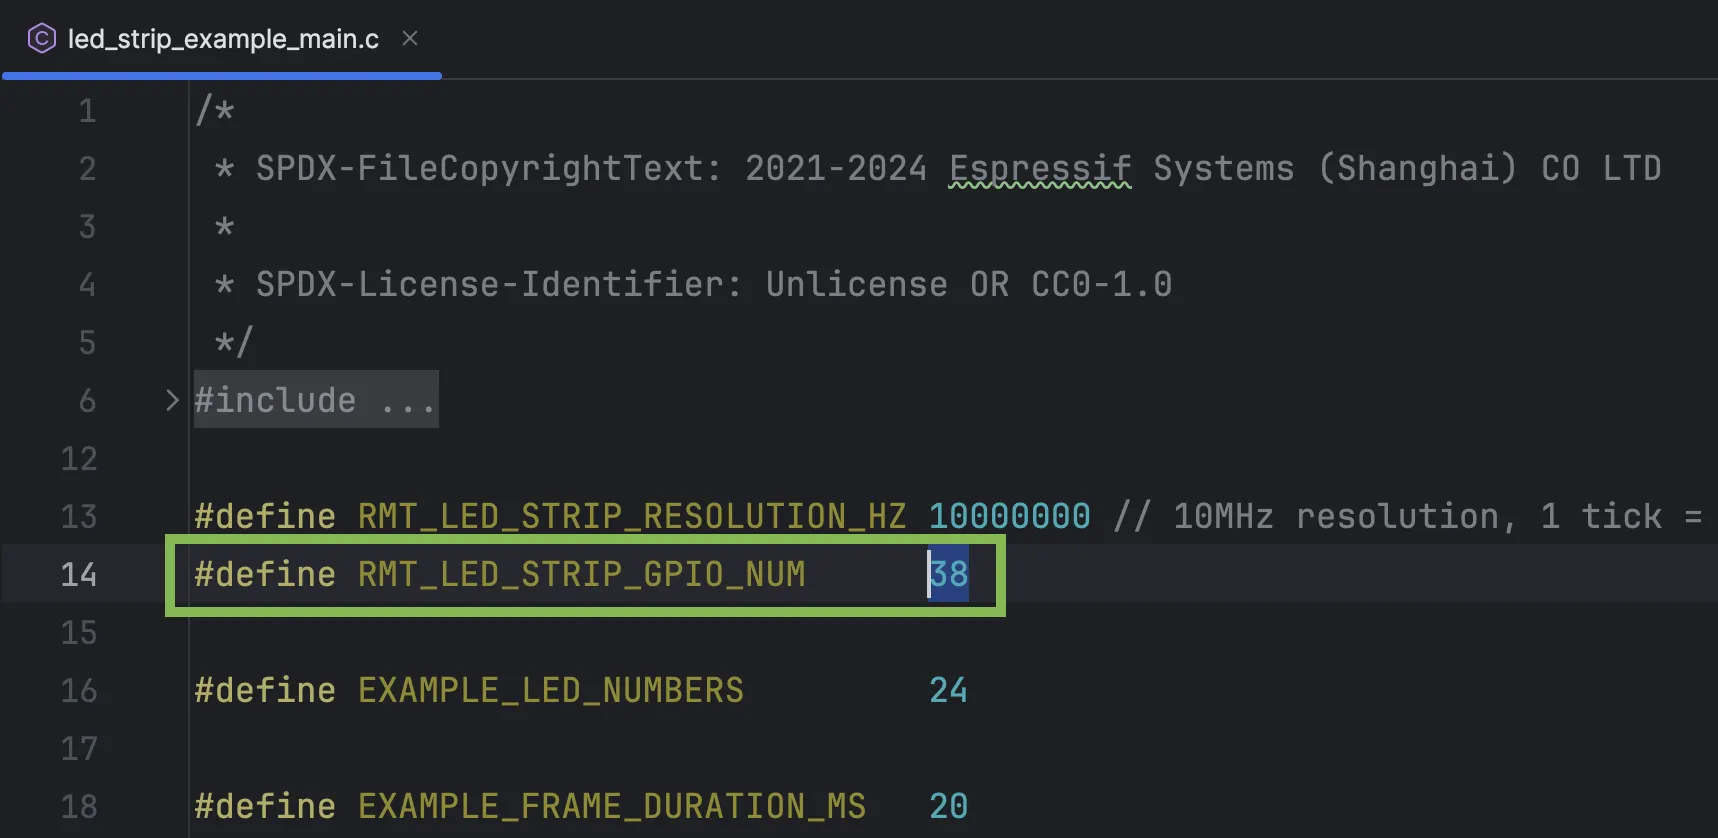 led_strip_example_main.c
1 /*
2  * SPDX-FileCopyrightText: 2021-2024 Espressif Systems (Shanghai) CO LTD
3  *
4  * SPDX-License-Identifier: Unlicense OR CC0-1.0
5  */
6 #include ...
12
13 #define RMT_LED_STRIP_RESOLUTION_HZ 10000000 // 10MHz resolution, 1 tick =
14 #define RMT_LED_STRIP_GPIO_NUM      38
15
16 #define EXAMPLE_LED_NUMBERS         24
17
18 #define EXAMPLE_FRAME_DURATION_MS   20